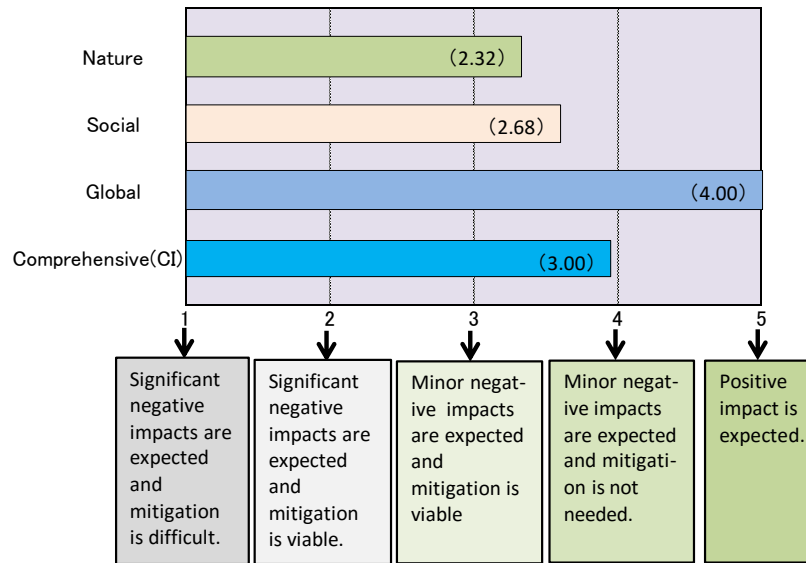 Nature
（2.32）
Social
（2.68）
Global
（4.00）
Comprehensive(CI)
（3.00）
1 2 3 4 5
Significant
negative
impacts are
expected
and
mitigation
is difficult.
Significant
negative
impacts are
expected
and
mitigation
is viable.
Minor negat-
ive impacts
are expected
and
mitigation is
viable
Minor negat-
ive impacts
are expected
and mitigati-
on is not
needed.
Positive
impact is
expected.